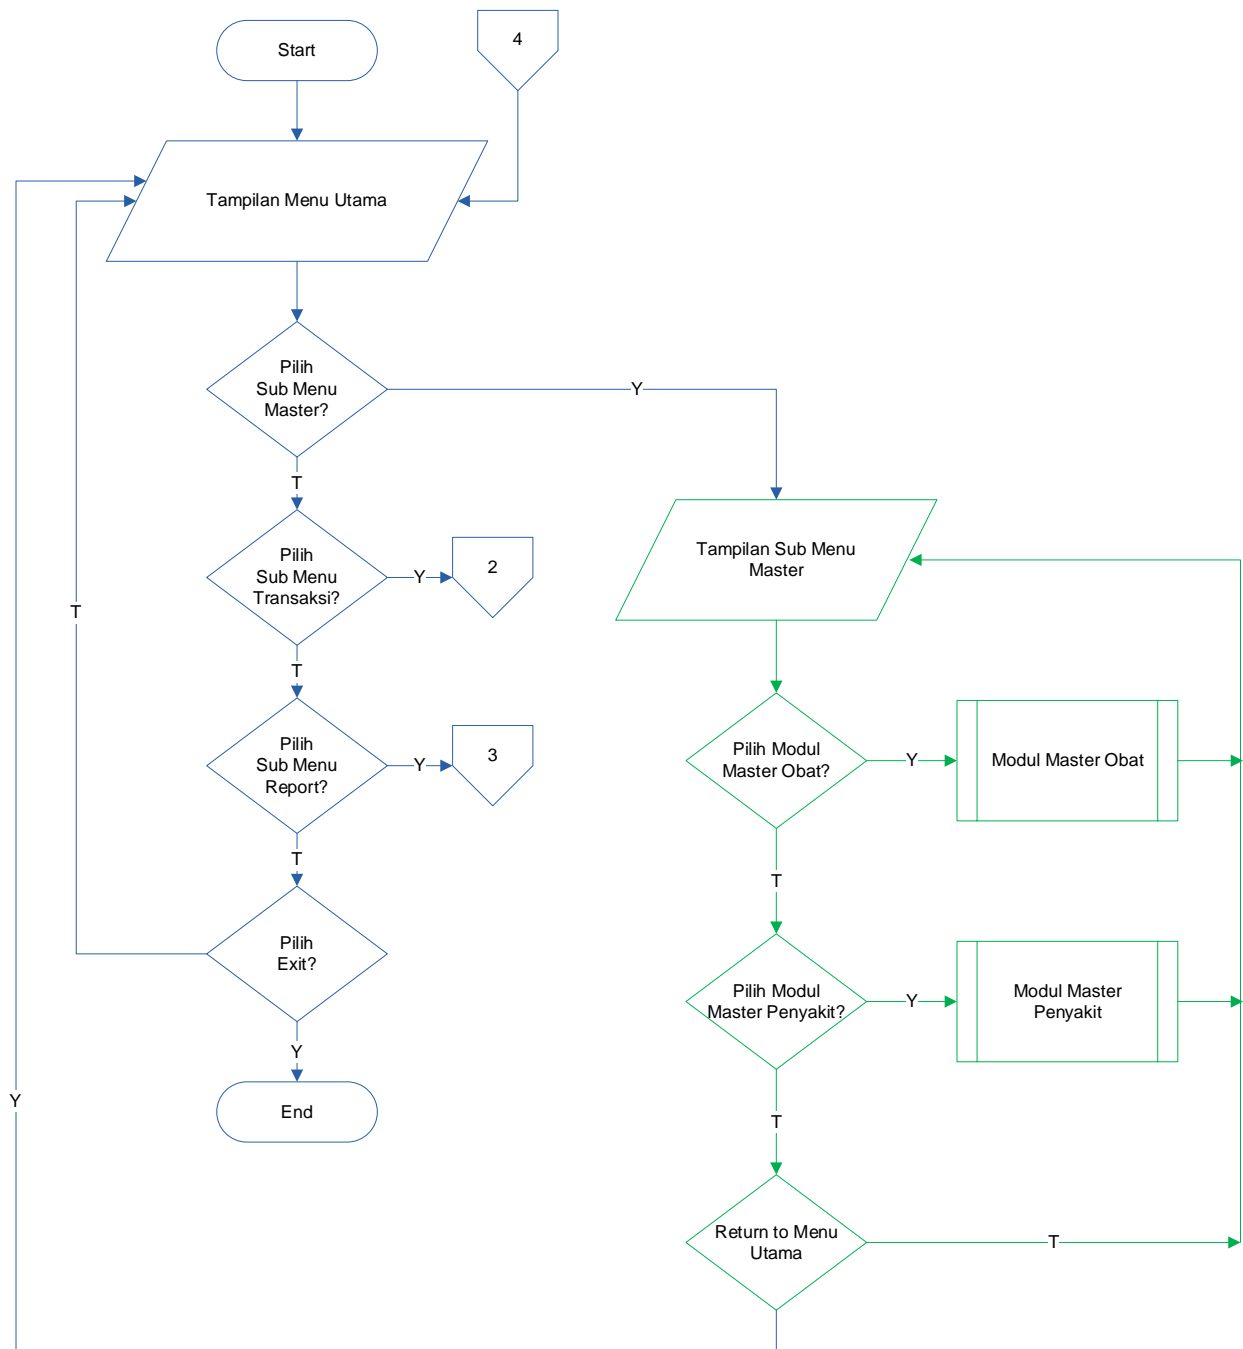 Start
4
Tampilan Menu Utama
Pilih
Sub Menu
Master?
Y
T
Pilih
Sub Menu
Transaksi?
Y
2
T
Pilih
Sub Menu
Report?
Y
3
T
Pilih
Exit?
T
Y
End
Y
Tampilan Sub Menu
Master
Pilih Modul
Master Obat?
Y
Modul Master Obat
T
Pilih Modul
Master Penyakit?
Y
Modul Master
Penyakit
T
Return to Menu
Utama
T